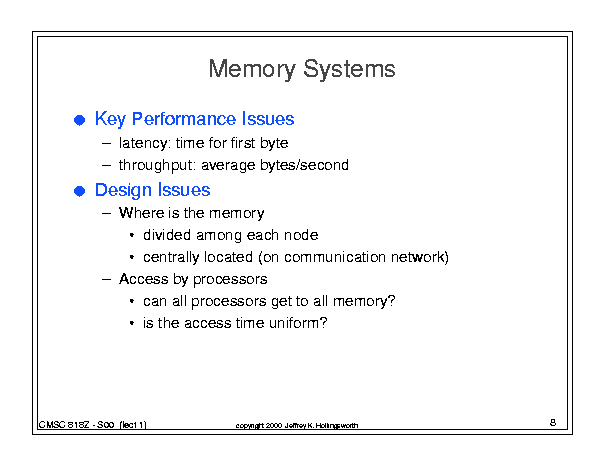 Memory Systems
● Key Performance Issues
– latency: time for first byte
– throughput: average bytes/second
● Design Issues
– Where is the memory
• divided among each node
• centrally located (on communication network)
– Access by processors
• can all processors get to all memory?
• is the access time uniform?
CMSC 818Z - S00 (lect 1)
copyright 2000 Jeffrey K. Hollingsworth
8